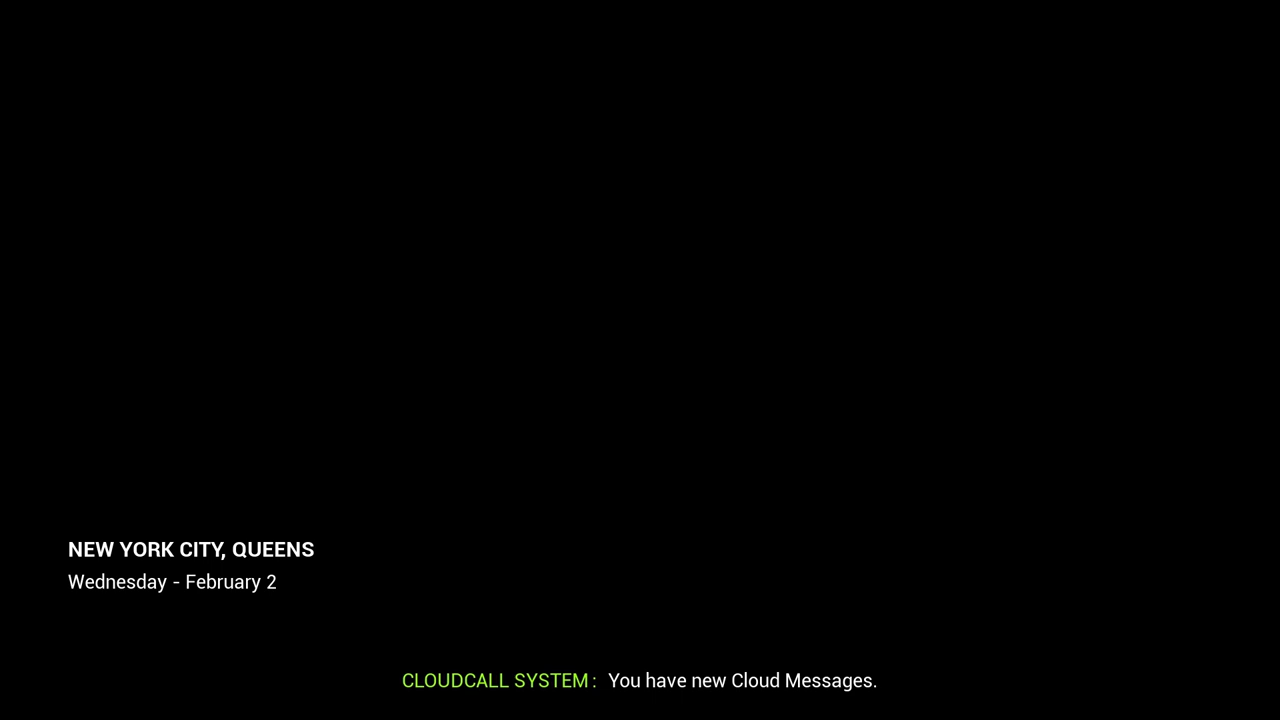 NEW YORK CITY, QUEENS
Wednesday - February 2
CLOUDCALL SYSTEM : You have new Cloud Messages.